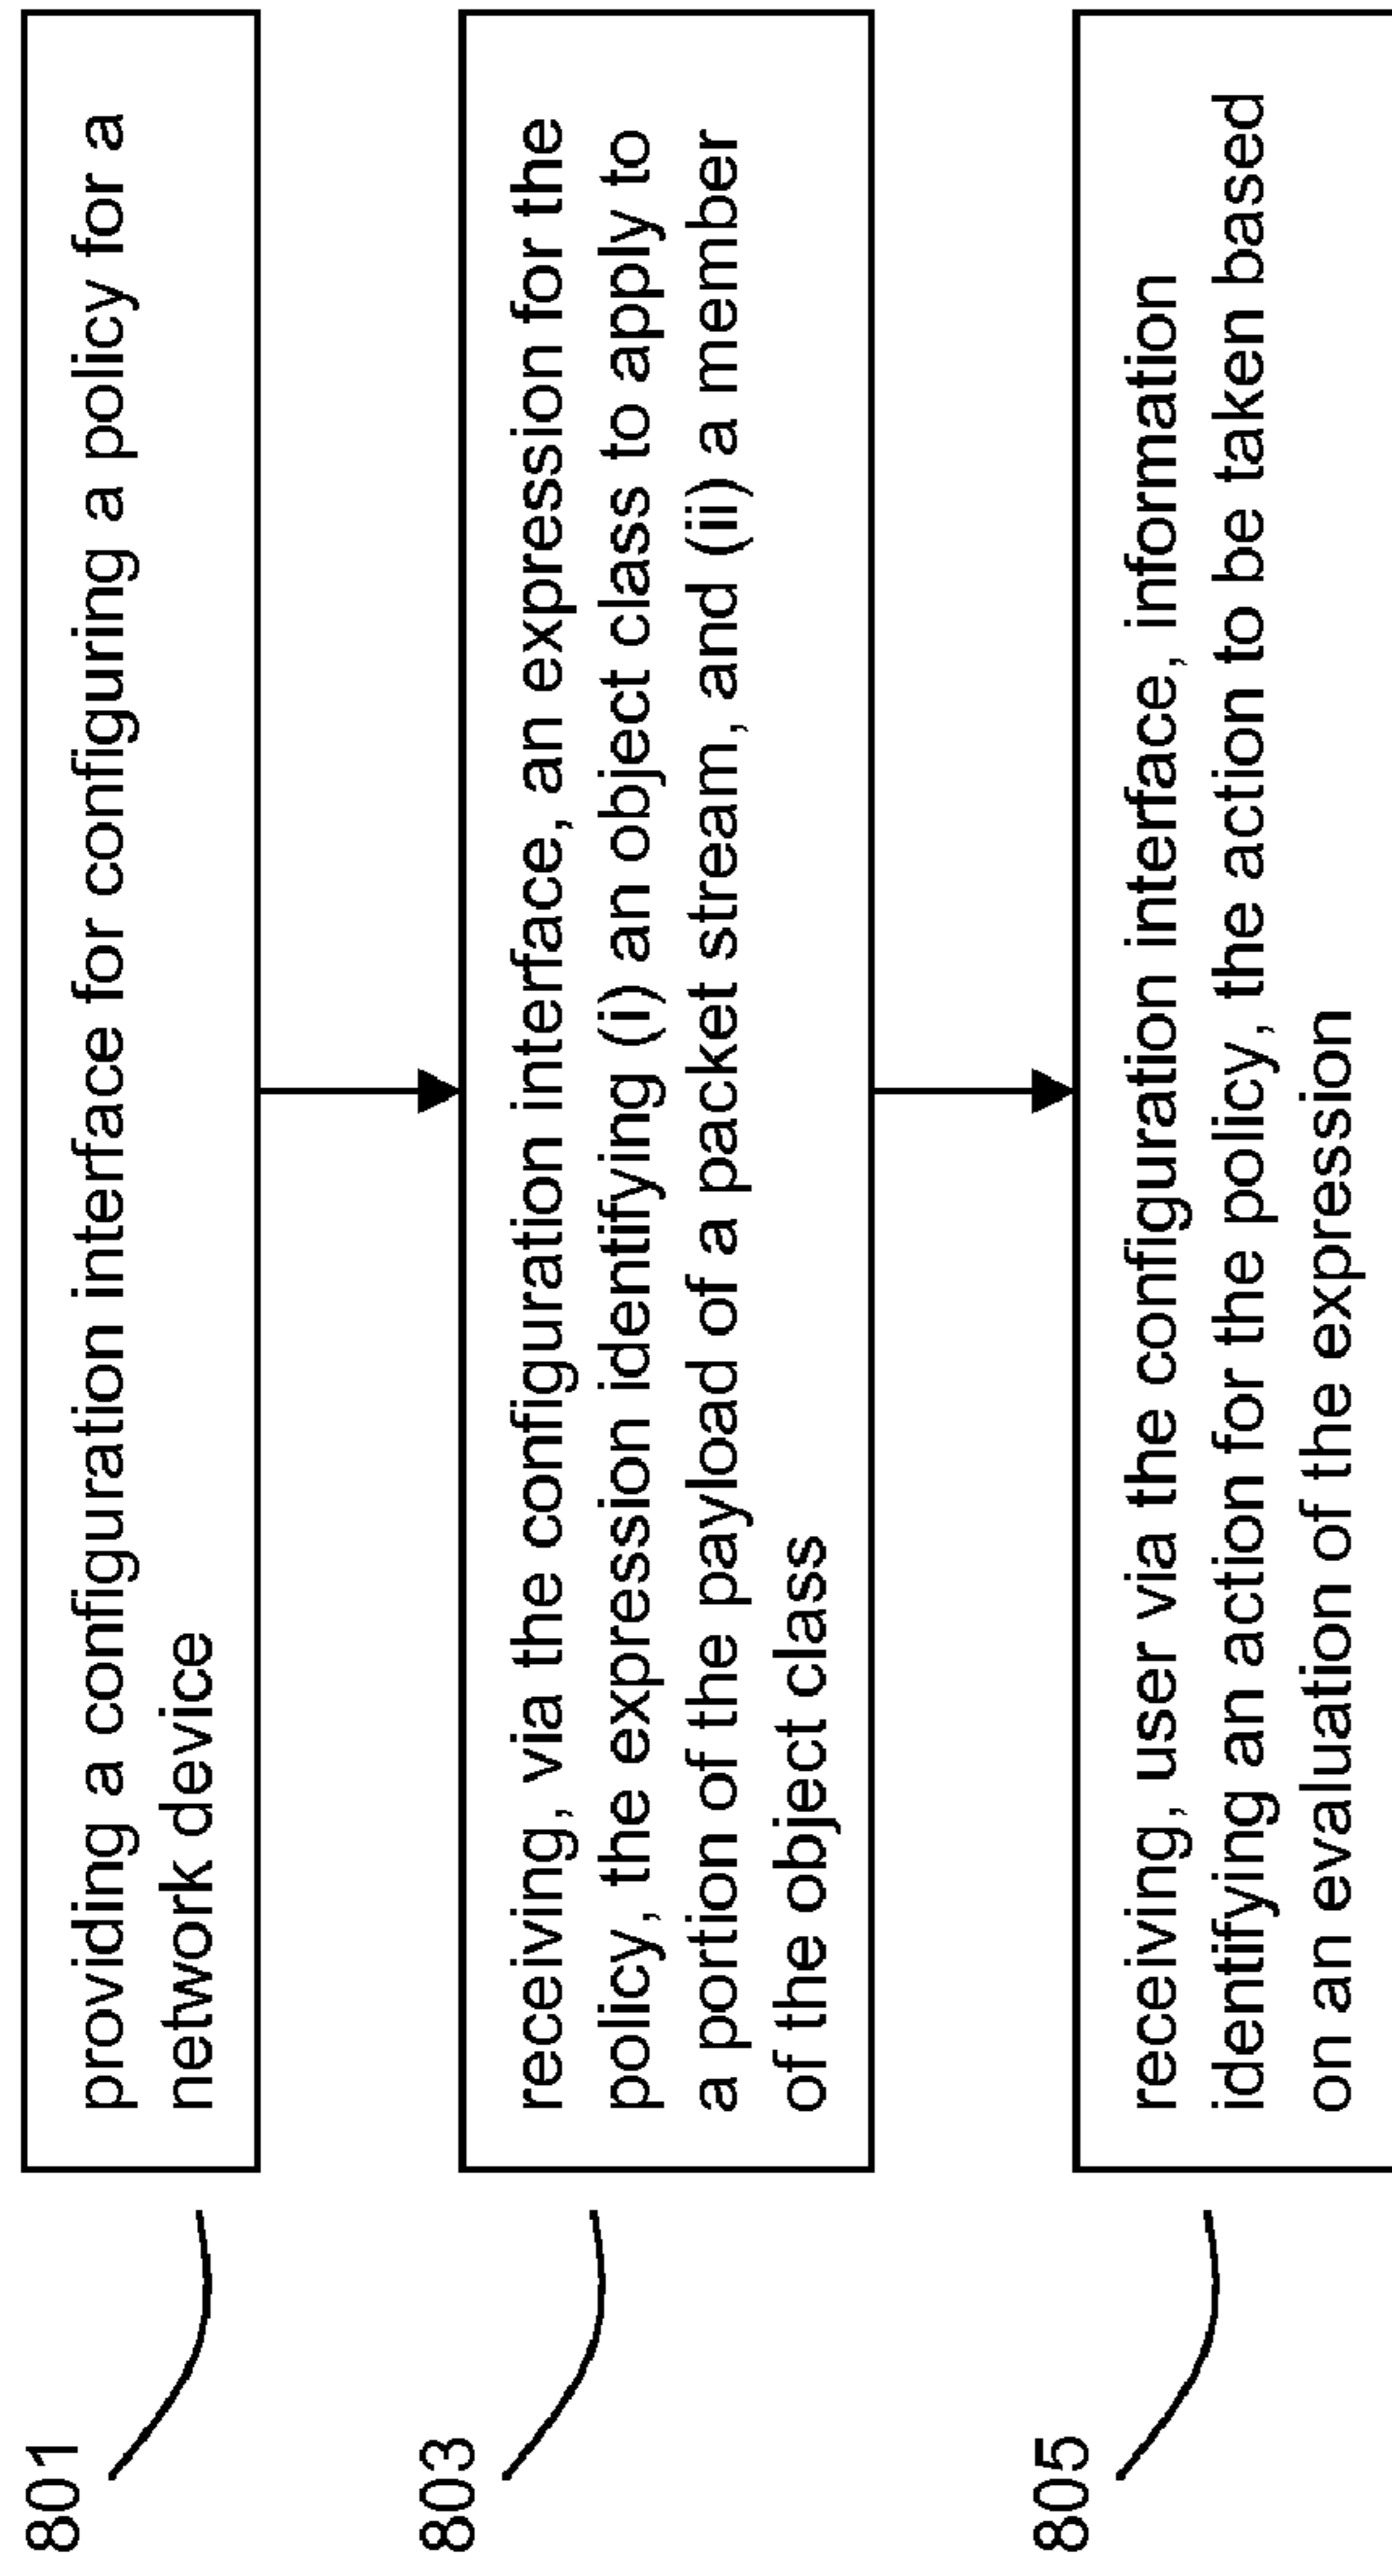 801
providing a configuration interface for configuring a policy for a
network device
803
receiving, via the configuration interface, an expression for the
policy, the expression identifying (i) an object class to apply to
a portion of the payload of a packet stream, and (ii) a member
of the object class
805
receiving, user via the configuration interface, information
identifying an action for the policy, the action to be taken based
on an evaluation of the expression